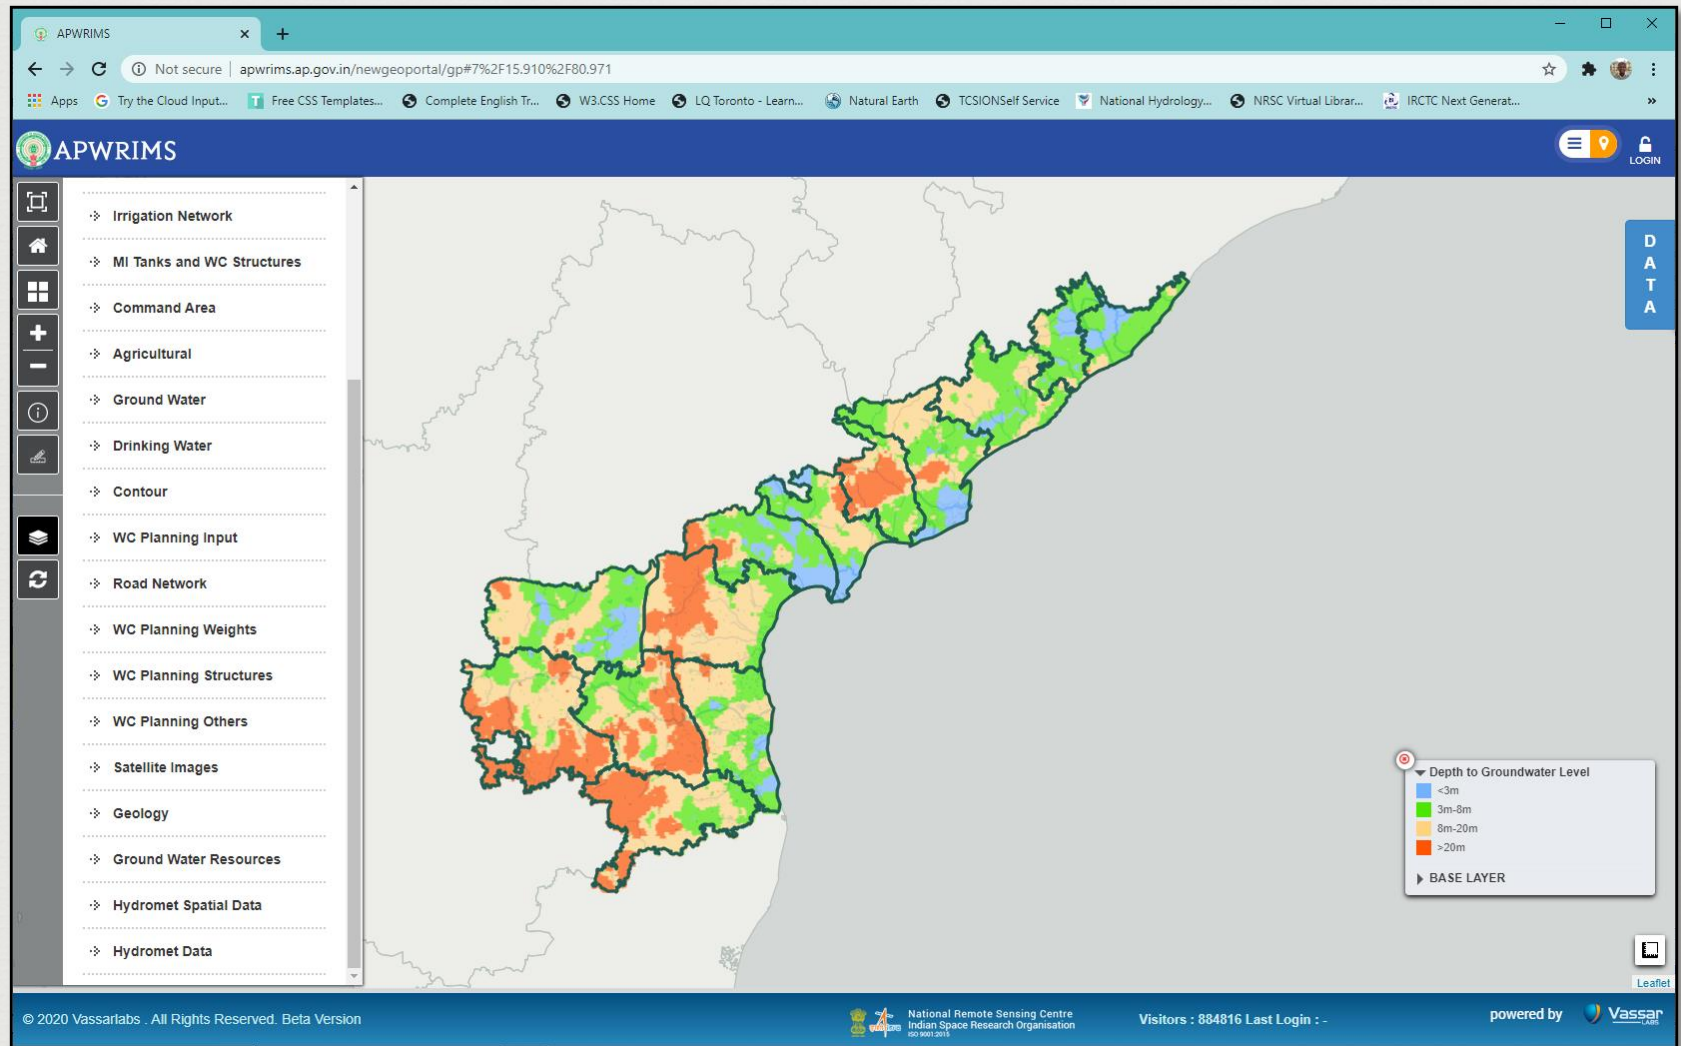 APWRIMS
Not secure | apwrims.ap.gov.in/newgeoportal/gp#7%2F15.910%2F80.971
Apps
Try the Cloud Input...
Free CSS Templates...
Complete English Tr...
W3.CSS Home
LQ Toronto - Learn...
Natural Earth
TCSIONSelf Service
National Hydrology...
NRSC Virtual Librar...
IRCTC Next Generat...
»
APWRIMS
LOGIN
Irrigation Network
MI Tanks and WC Structures
Command Area
Agricultural
Ground Water
Drinking Water
Contour
WC Planning Input
Road Network
WC Planning Weights
WC Planning Structures
WC Planning Others
Satellite Images
Geology
Ground Water Resources
Hydromet Spatial Data
Hydromet Data
DATA
Depth to Groundwater Level
<3m
3m-8m
8m-20m
>20m
BASE LAYER
Leaflet
© 2020 Vassarlabs . All Rights Reserved. Beta Version
National Remote Sensing Centre
Indian Space Research Organisation
ISO 9001:2015
Visitors : 884816 Last Login : -
powered by
Vassar
LABS